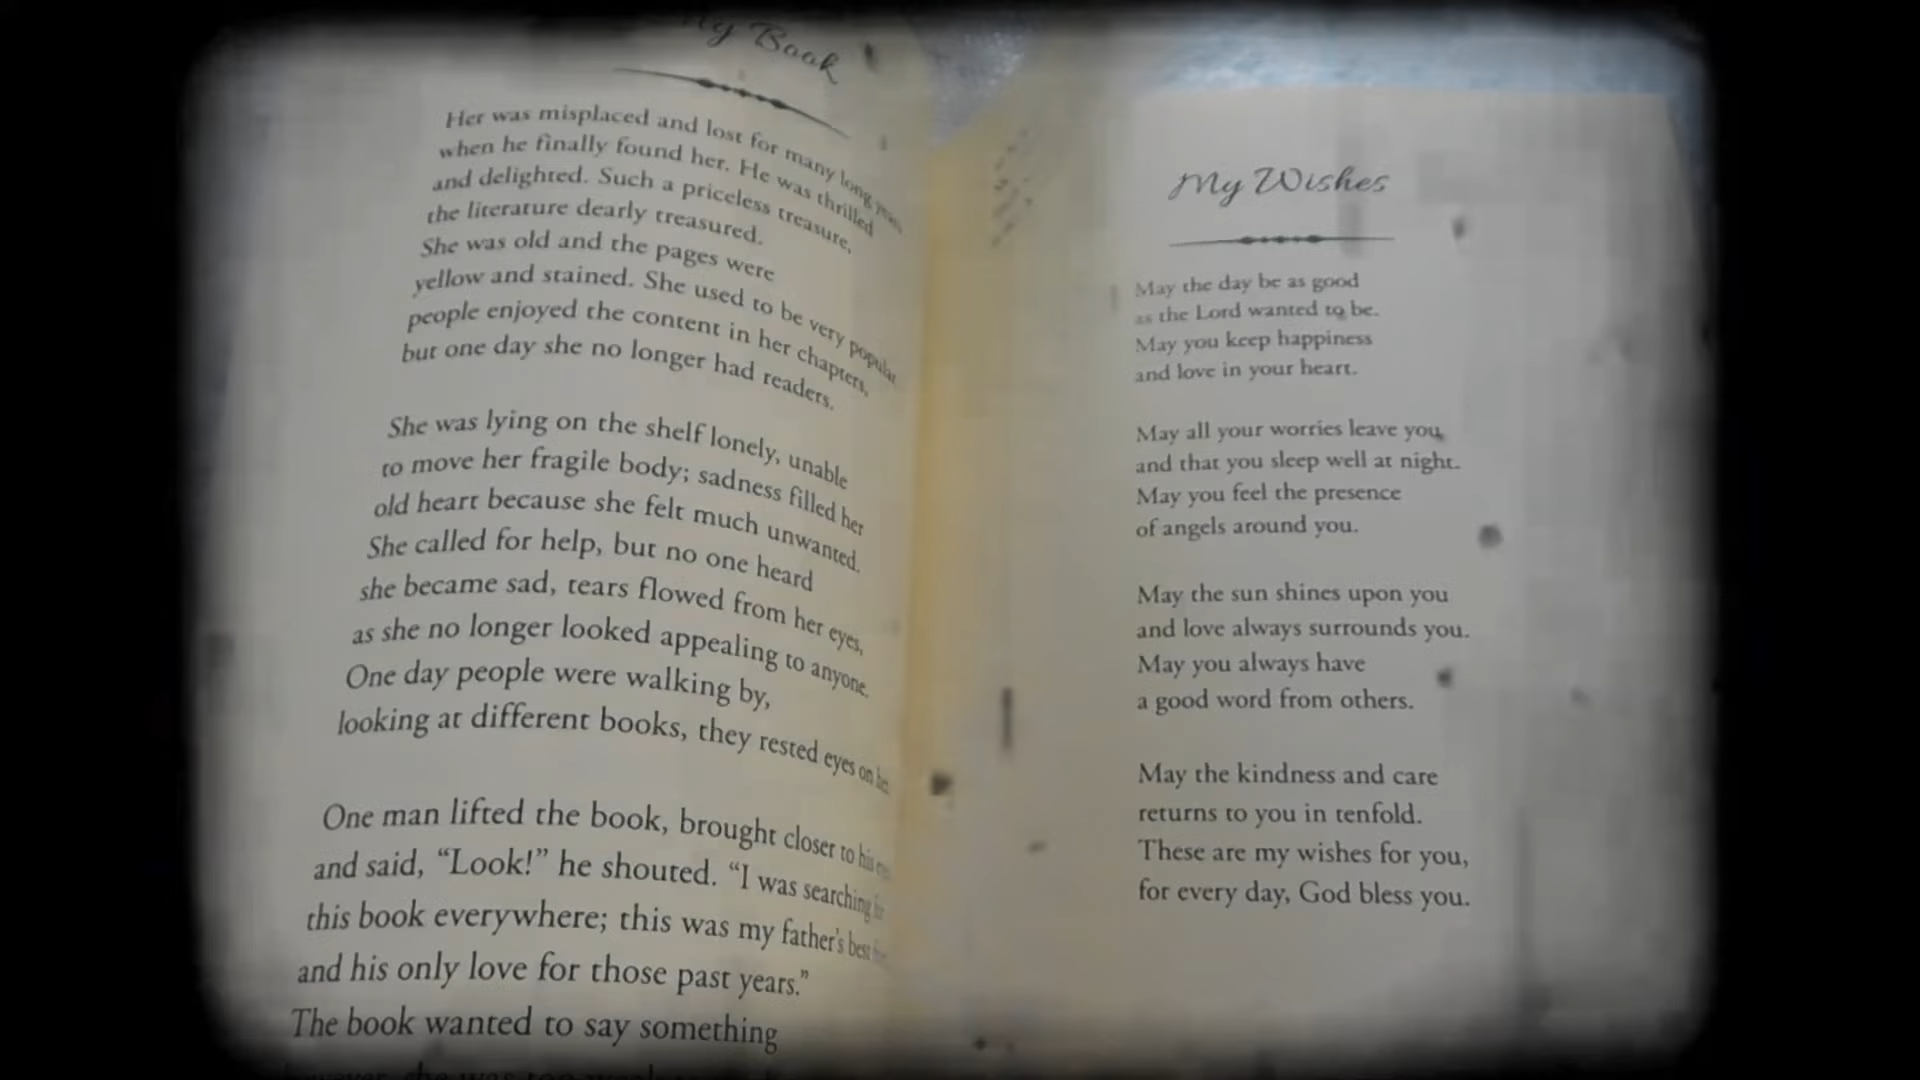 My Book
Her was misplaced and lost for many long years
when he finally found her. He was thrilled
and delighted. Such a priceless treasure,
the literature dearly treasured.
She was old and the pages were
yellow and stained. She used to be very popular
people enjoyed the content in her chapters,
but one day she no longer had readers.
She was lying on the shelf lonely, unable
to move her fragile body; sadness filled her
old heart because she felt much unwanted.
She called for help, but no one heard
she became sad, tears flowed from her eyes,
as she no longer looked appealing to anyone.
One day people were walking by,
looking at different books, they rested eyes on
One man lifted the book, brought closer to his
and said, “Look!” he shouted. “I was searching
this book everywhere; this was my father's best
and his only love for those past years.”
The book wanted to say something
however, she was too weak
My Wishes
May the day be as good
as the Lord wanted to be.
May you keep happiness
and love in your heart.
May all your worries leave you,
and that you sleep well at night.
May you feel the presence
of angels around you.
May the sun shines upon you
and love always surrounds you.
May you always have
a good word from others.
May the kindness and care
returns to you in tenfold.
These are my wishes for you,
for every day, God bless you.